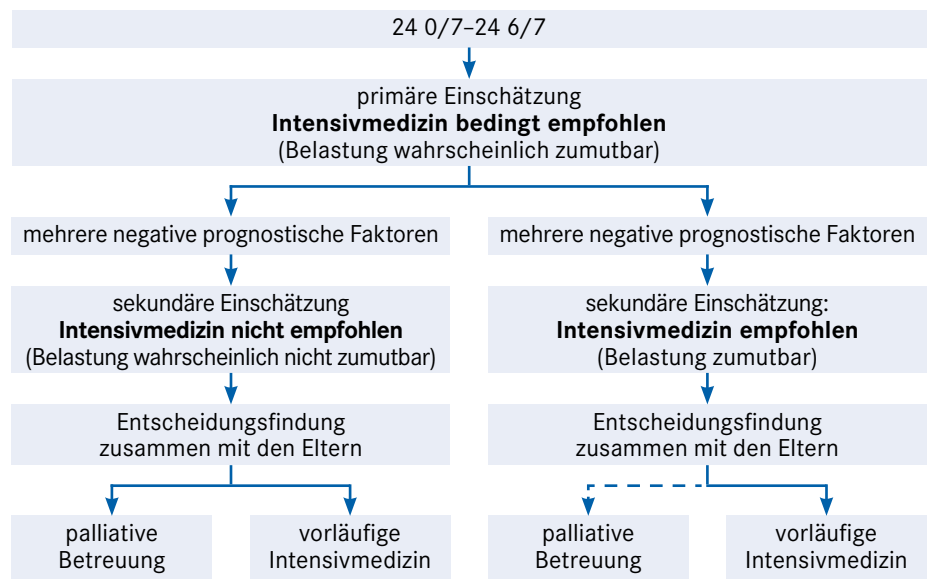 24 0/7–24 6/7
primäre Einschätzung
Intensivmedizin bedingt empfohlen
(Belastung wahrscheinlich zumutbar)
mehrere negative prognostische Faktoren
sekundäre Einschätzung
Intensivmedizin nicht empfohlen
(Belastung wahrscheinlich nicht zumutbar)
Entscheidungsfindung
zusammen mit den Eltern
palliative
Betreuung
vorläufige
Intensivmedizin
mehrere negative prognostische Faktoren
sekundäre Einschätzung:
Intensivmedizin empfohlen
(Belastung zumutbar)
Entscheidungsfindung
zusammen mit den Eltern
palliative
Betreuung
vorläufige
Intensivmedizin